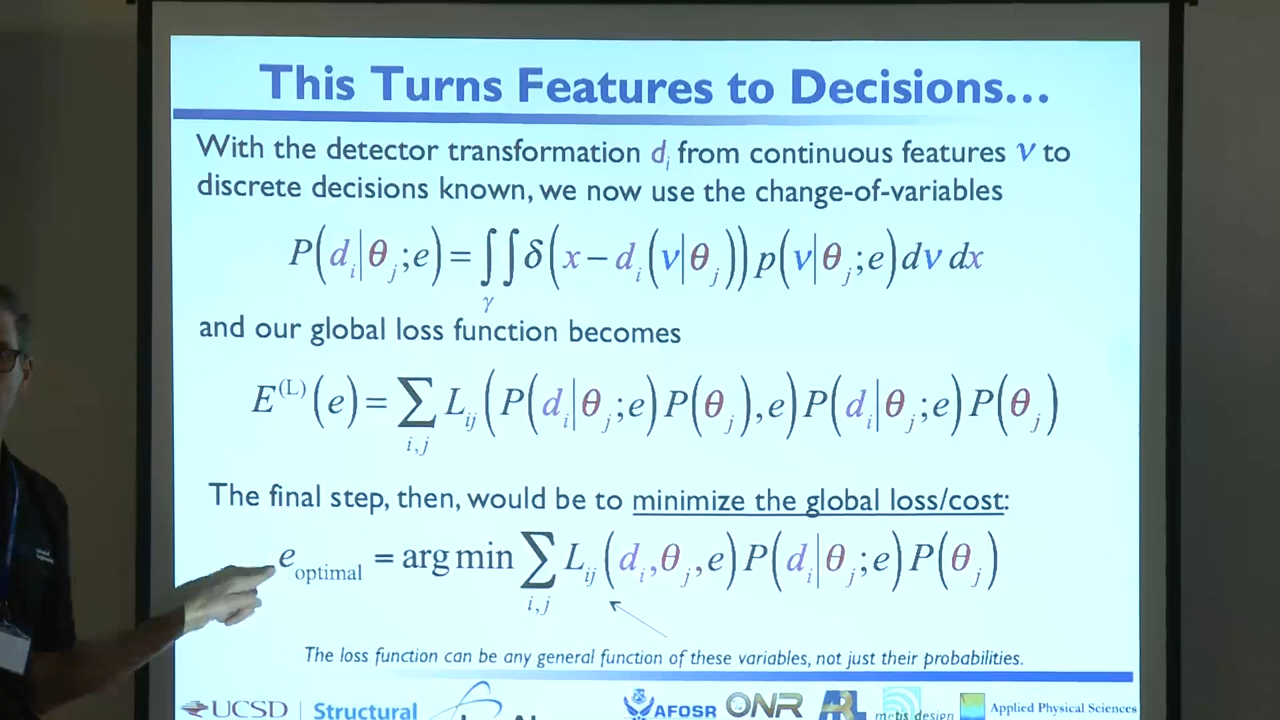 This Turns Features to Decisions...
With the detector transformation dᵢ from continuous features ν to
discrete decisions known, we now use the change-of-variables
P(dᵢ|θⱼ;e) = ∫∫ᵧ δ(x−dᵢ(ν|θⱼ))p(ν|θⱼ;e)dν dx
and our global loss function becomes
E⁽ᴸ⁾(e) = ∑ᵢ,ⱼ Lᵢⱼ(P(dᵢ|θⱼ;e)P(θⱼ),e)P(dᵢ|θⱼ;e)P(θⱼ)
The final step, then, would be to minimize the global loss/cost:
e_optimal = arg min ∑ᵢ,ⱼ Lᵢⱼ(dᵢ,θⱼ,e)P(dᵢ|θⱼ;e)P(θⱼ)
The loss function can be any general function of these variables, not just their probabilities.
UCSD | Structural
AFOSR
ONR
metis design
Applied Physical Sciences